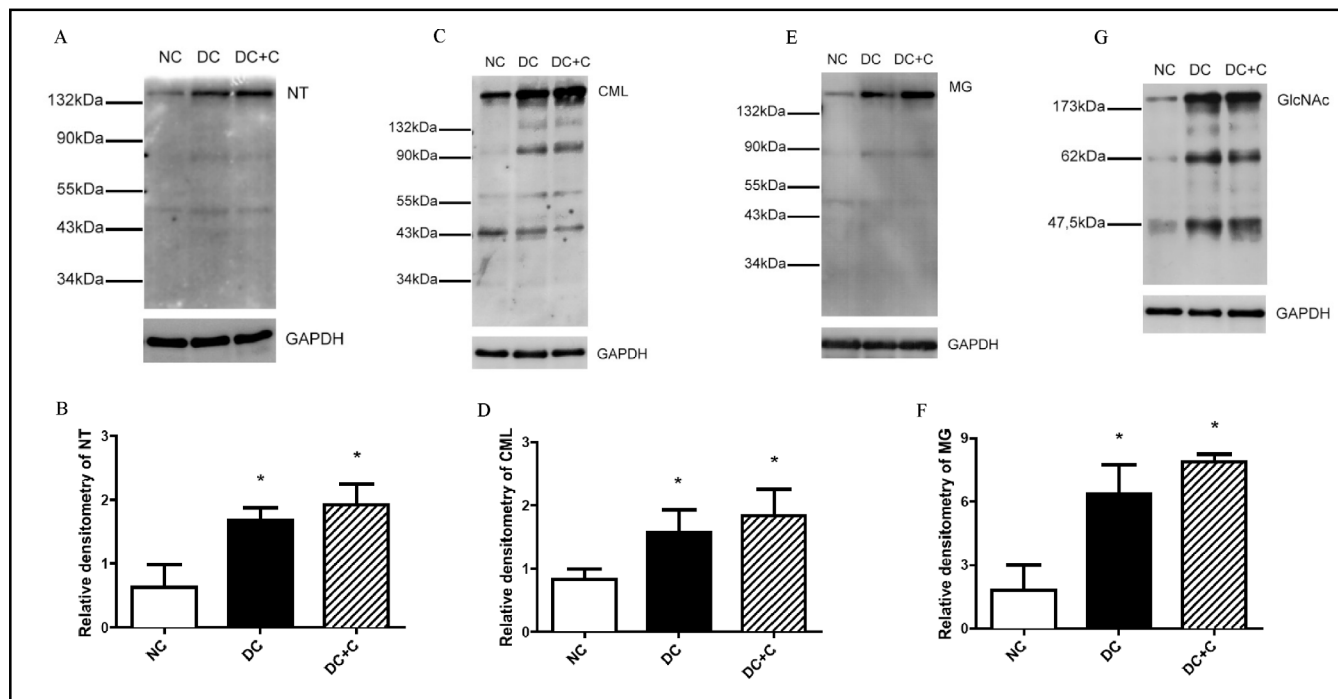 A
NC DC DC+C
NT
132kDa
90kDa
55kDa
43kDa
34kDa
GAPDH
C
NC DC DC+C
CML
132kDa
90kDa
55kDa
43kDa
34kDa
GAPDH
E
NC DC DC+C
MG
132kDa
90kDa
55kDa
43kDa
34kDa
GAPDH
G
NC DC DC+C
GlcNAc
173kDa
62kDa
47,5kDa
GAPDH
B
Relative densitometry of NT
3
2
1
0
* *
NC DC DC+C
D
Relative densitometry of CML
3
2
1
0
* *
NC DC DC+C
F
Relative densitometry of MG
9
6
3
0
* *
NC DC DC+C